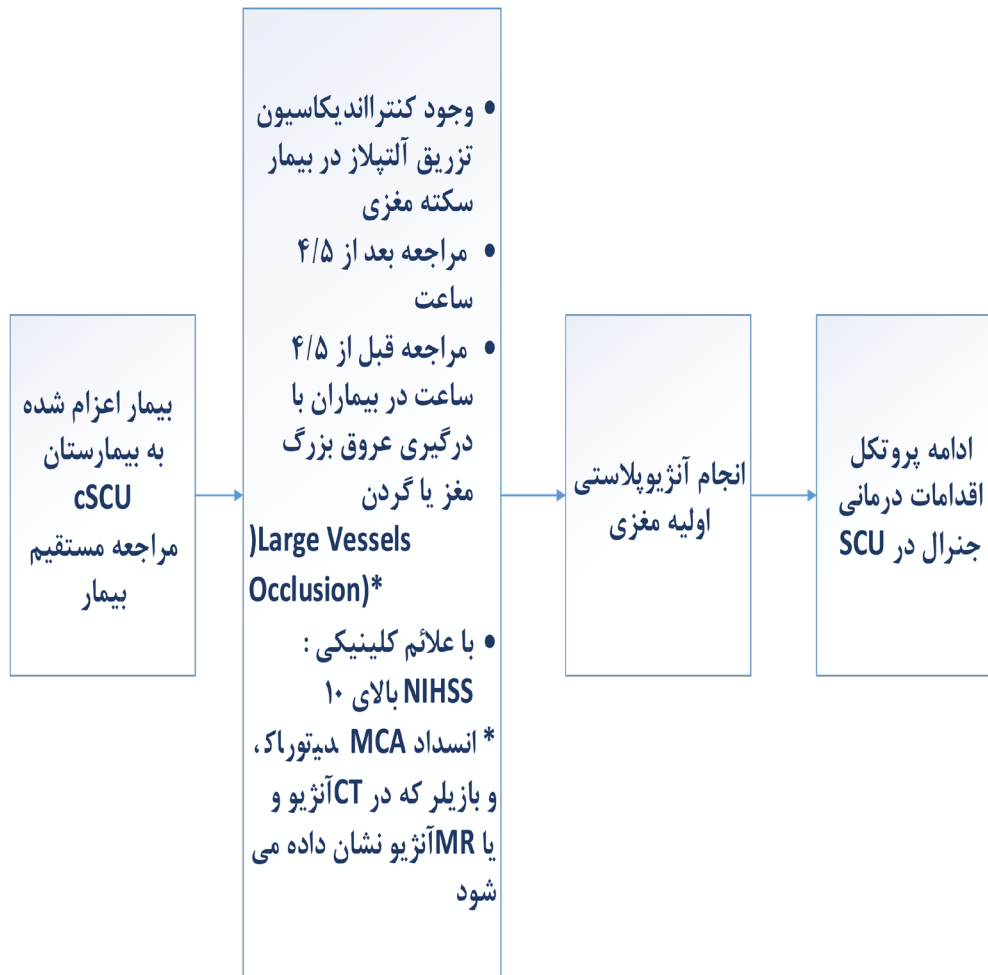 بیمار اعزام شده
به بیمارستان
cSCU
مراجعه مستقیم
بیمار
• وجود کنترااندیکاسیون
تزریق آلتپلاز در بیمار
سکته مغزی
• مراجعه بعد از ۴/۵
ساعت
• مراجعه قبل از ۴/۵
ساعت در بیماران با
درگیری عروق بزرگ
مغز یا گردن
)Large Vessels
Occlusion)*
• با علائم کلینیکی :
NIHSS بالای ۱۰
* انسداد MCA ،
و بازیلر که در CTآنژیو و
یا MRآنژیو نشان داده می
شود
انجام آنژیوپلاستی
اولیه مغزی
ادامه پروتکل
اقدامات درمانی
جنرال در SCU